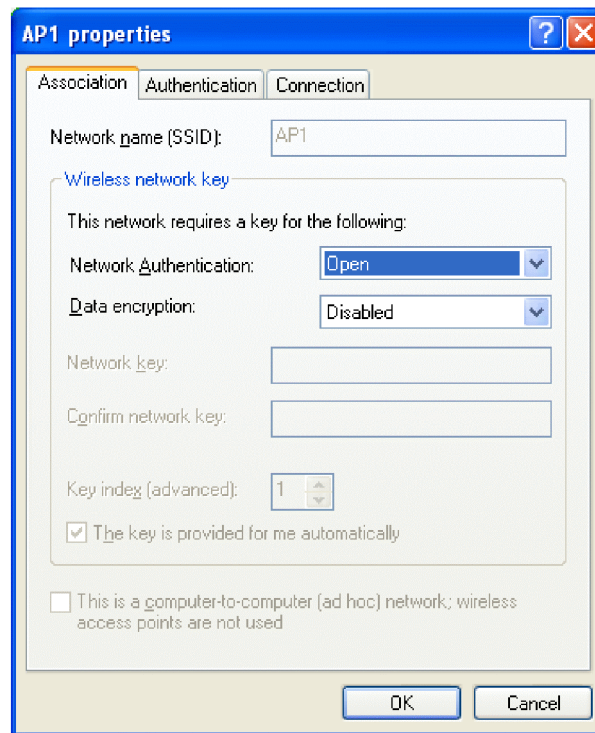 AP1 properties
Association Authentication Connection
Network name (SSID): AP1
Wireless network key
This network requires a key for the following:
Network Authentication: Open
Data encryption: Disabled
Network key:
Confirm network key:
Key index (advanced): 1
The key is provided for me automatically
This is a computer-to-computer (ad hoc) network; wireless
access points are not used
OK Cancel